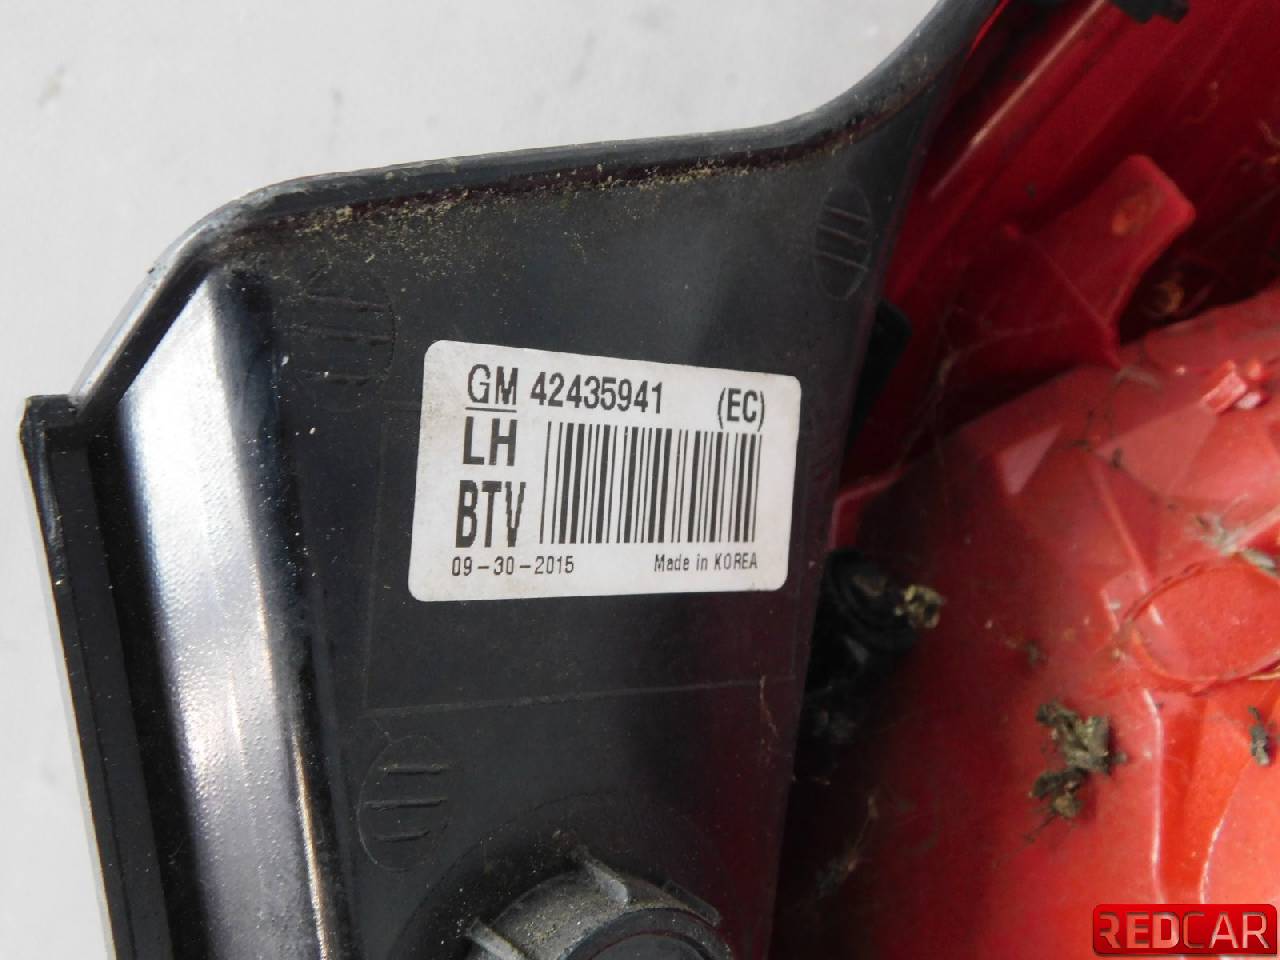 GM 42435941 (EC)
LH
BTV
09-30-2015 Made in KOREA
REDCAR